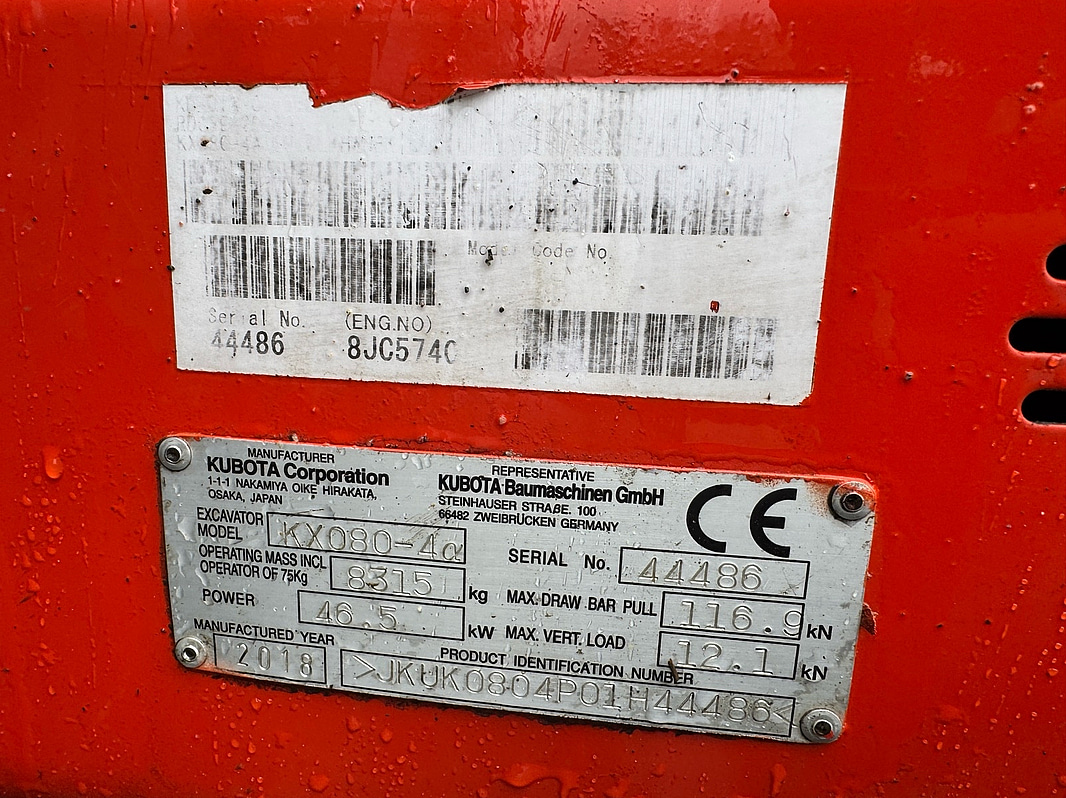 Model Code No.
Serial No. (ENG.NO)
44486 8JC574
MANUFACTURER
KUBOTA Corporation
1-1-1 NAKAMIYA OIKE HIRAKATA,
OSAKA, JAPAN
REPRESENTATIVE
KUBOTA Baumaschinen GmbH
STEINHAUSER STRAßE. 100
66482 ZWEIBRÜCKEN GERMANY
CE
EXCAVATOR
MODEL KX080-4α
SERIAL No. 44486
OPERATING MASS INCL
OPERATOR OF 75Kg 8315 kg
MAX. DRAW BAR PULL 116.9 kN
POWER 46.5 kW
MAX. VERT. LOAD 12.1 kN
MANUFACTURED YEAR
2018
PRODUCT IDENTIFICATION NUMBER
>JKUK0804P01H44486<